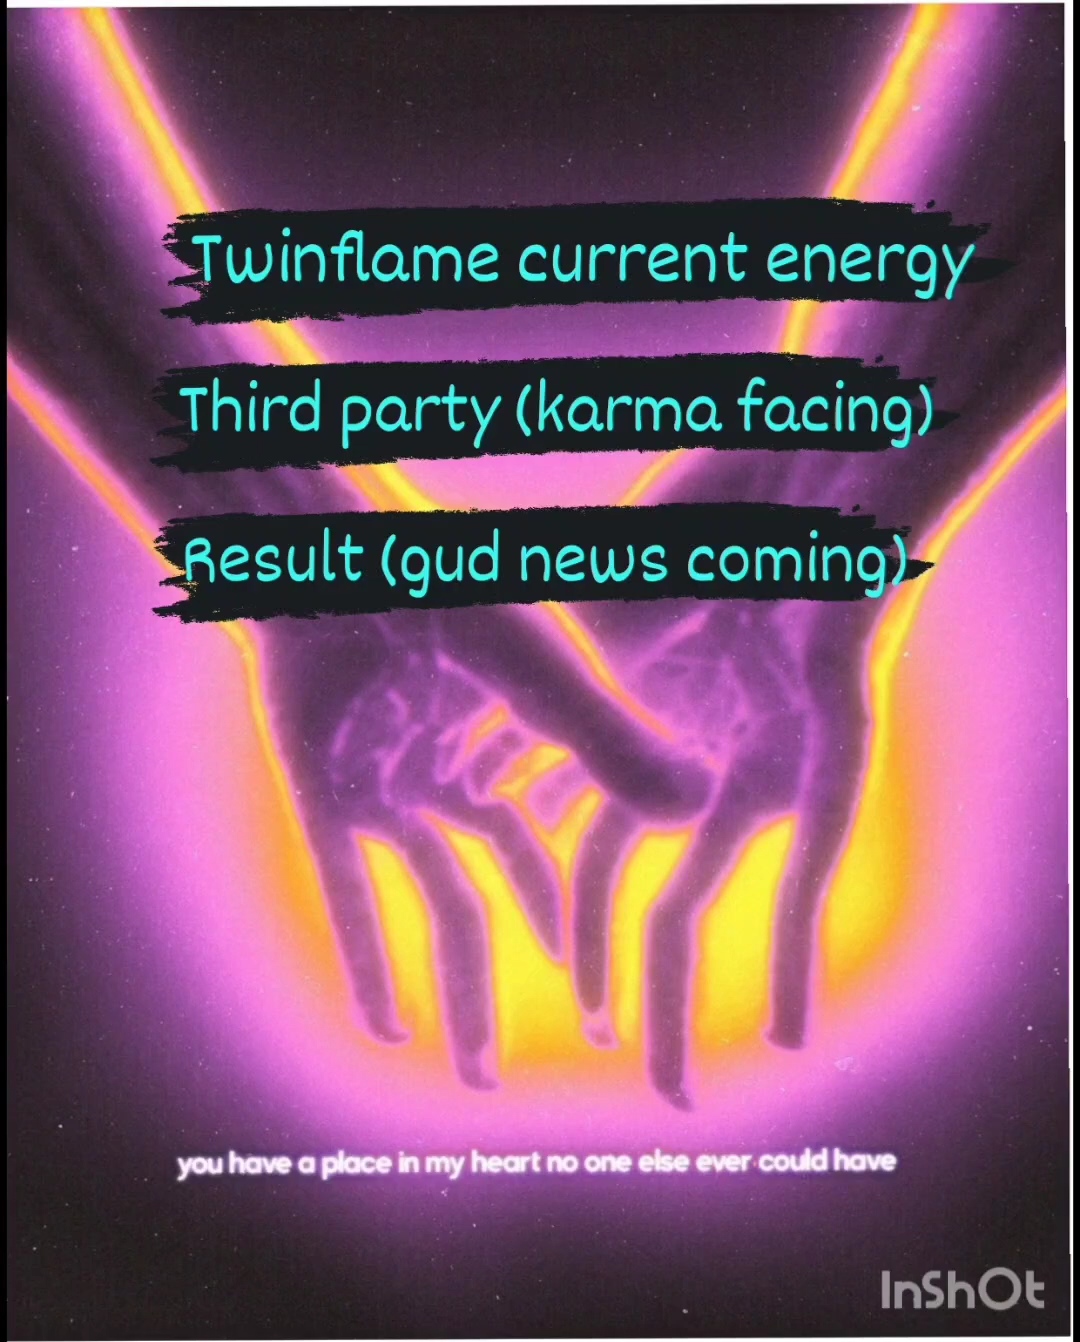 Twinflame current energy
Third party (karma facing)
Result (gud news coming)
you have a place in my heart no one else ever could have
InShOt